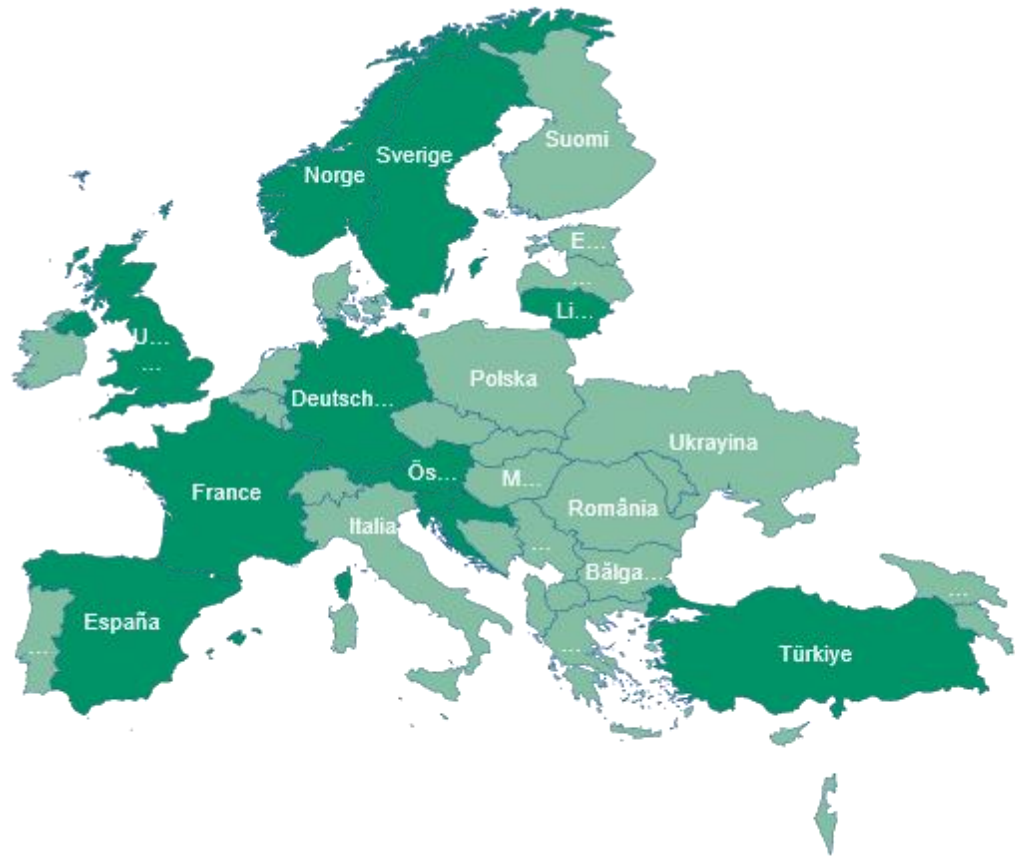 Suomi
Sverige
Norge
E...
...
Li...
U...
...
Polska
Deutsch...
Ukrayina
Ös...
M...
France
România
Italia
...
Bălga...
...
España
...
...
Türkiye